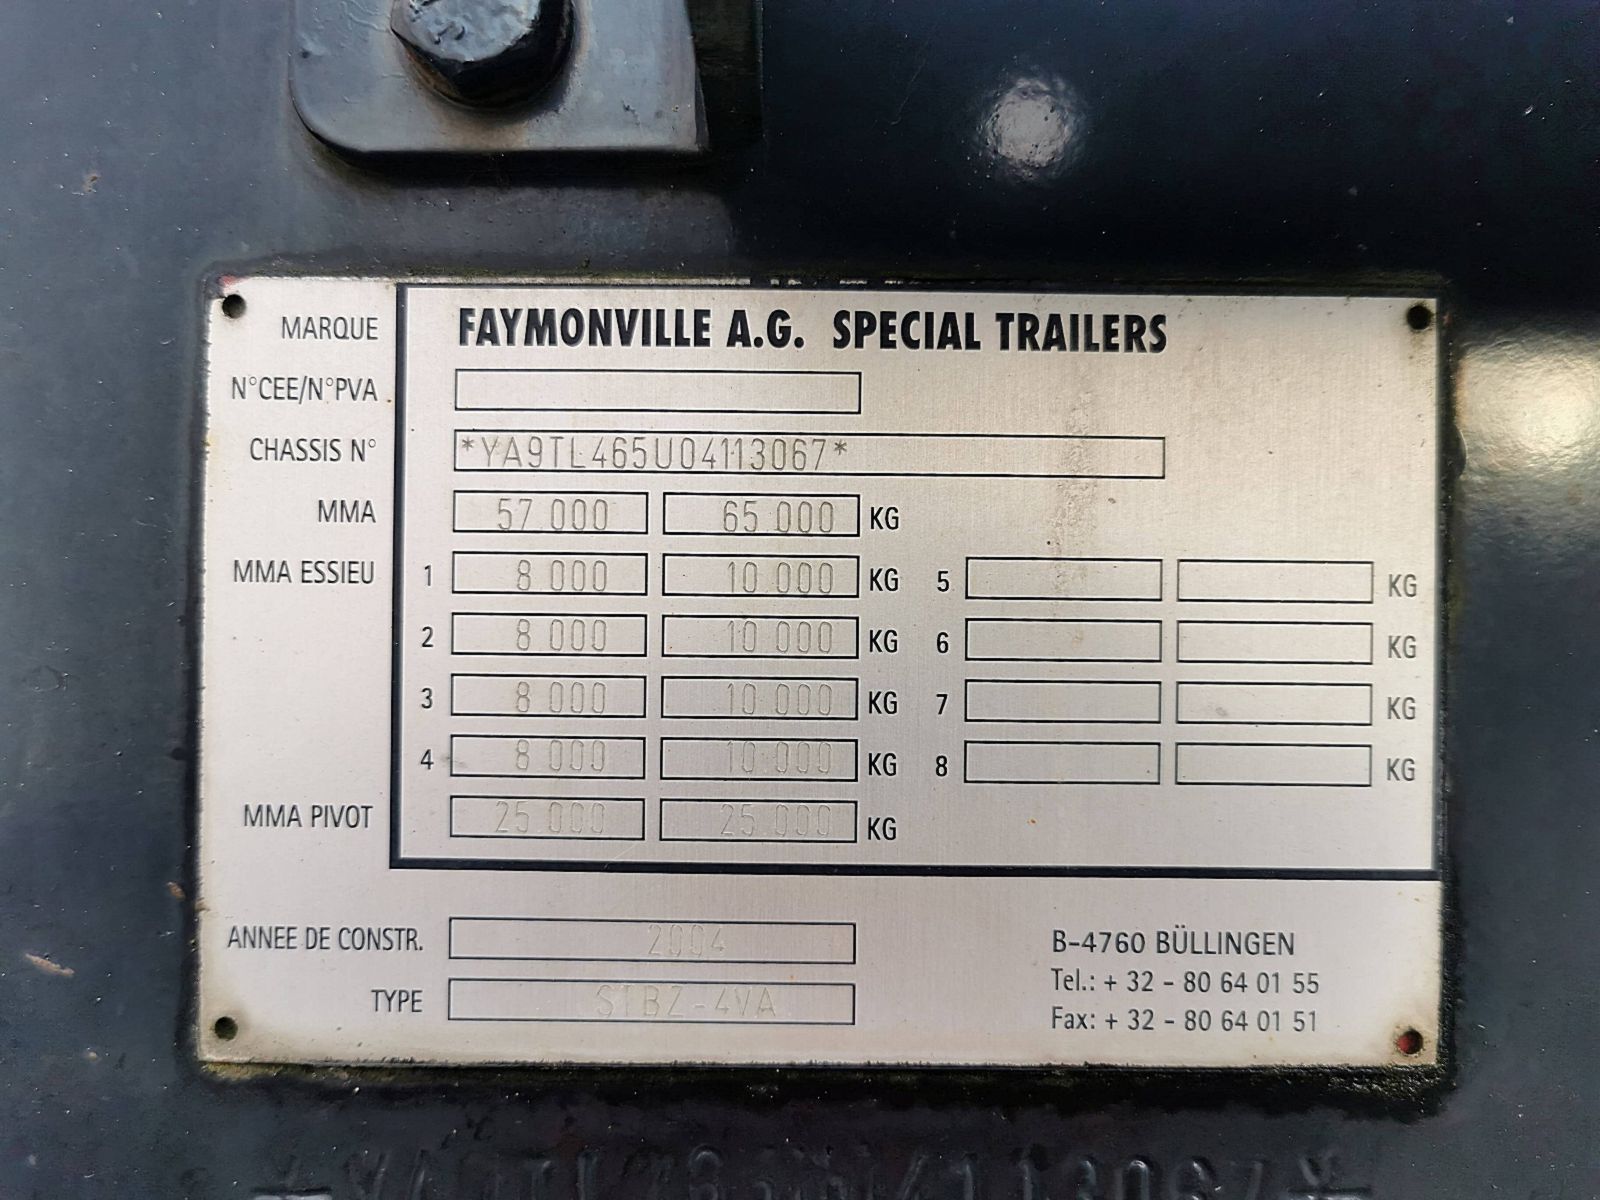 MARQUE FAYMONVILLE A.G. SPECIAL TRAILERS
N°CEE/N°PVA
CHASSIS N° *YA9TL465U04113067*
MMA 57 000 65 000 KG
MMA ESSIEU 1 8 000 10 000 KG 5 KG
2 8 000 10 000 KG 6 KG
3 8 000 10 000 KG 7 KG
4 8 000 10 000 KG 8 KG
MMA PIVOT 25 000 25 000 KG
ANNEE DE CONSTR. 2004 B-4760 BÜLLINGEN
Tel.: + 32 - 80 64 01 55
TYPE STBZ-4VA
Fax: + 32 - 80 64 01 51